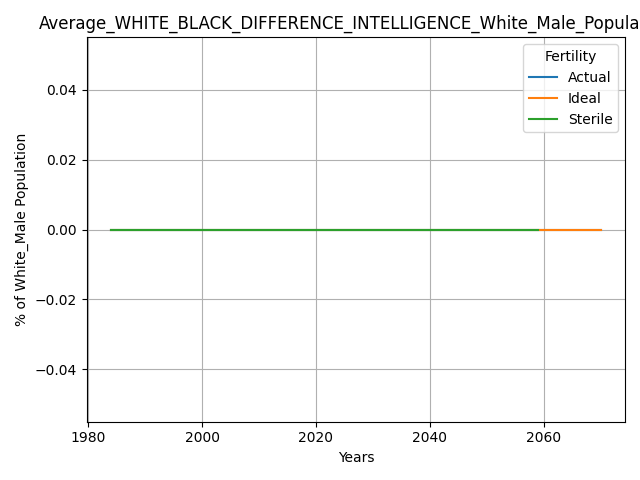 Average_WHITE_BLACK_DIFFERENCE_INTELLIGENCE_White_Male_Popula
Fertility
Actual
Ideal
Sterile
% of White_Male Population
0.04
0.02
0.00
−0.02
−0.04
1980 2000 2020 2040 2060
Years